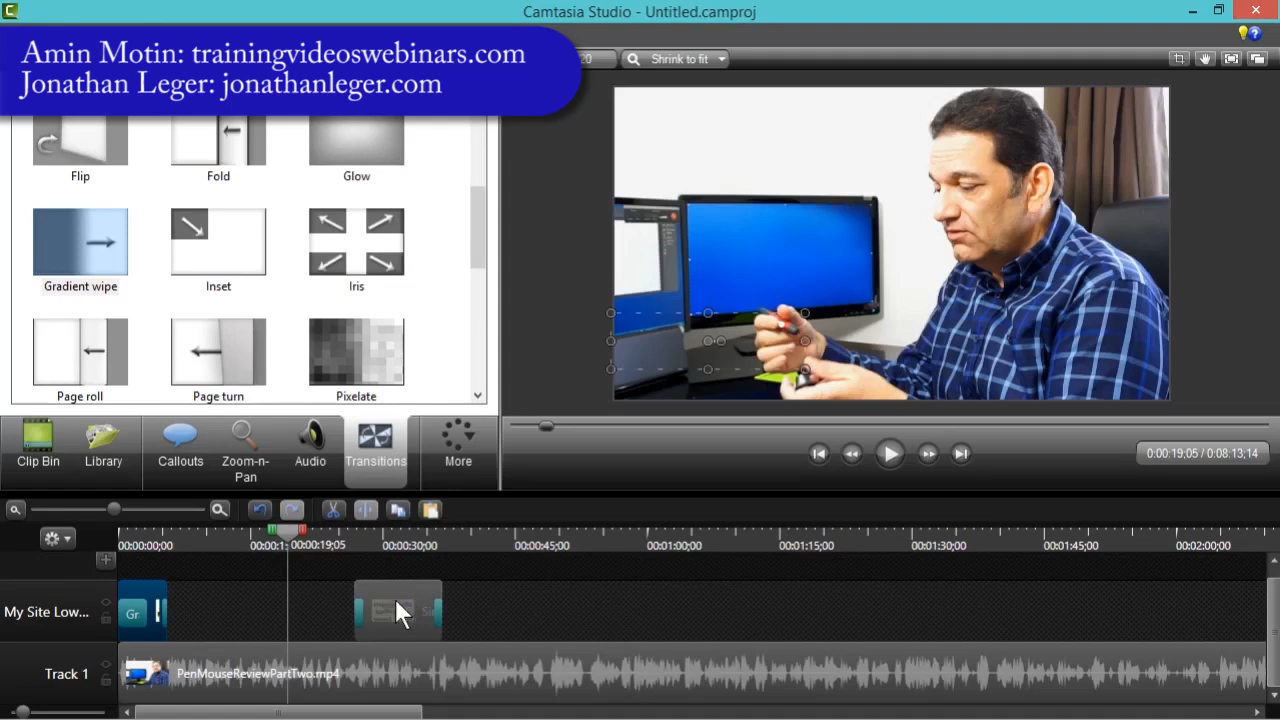 Camtasia Studio - Untitled.camproj
Amin Motin: trainingvideoswebinars.com
Jonathan Leger: jonathanleger.com
20
Shrink to fit
Flip
Fold
Glow
Gradient wipe
Inset
Iris
Page roll
Page turn
Pixelate
Clip Bin
Library
Callouts
Zoom-n-
Pan
Audio
Transitions
More
0:00:19,05 / 0:08:13,14
00:00:00;00
00:00:1
00:00:19;05
00:00:30;00
00:00:45;00
00:01:00;00
00:01:15;00
00:01:30;00
00:01:45;00
00:02:00;00
My Site Low...
Gr
Track 1
PenMouseReviewPartTwo.mp4